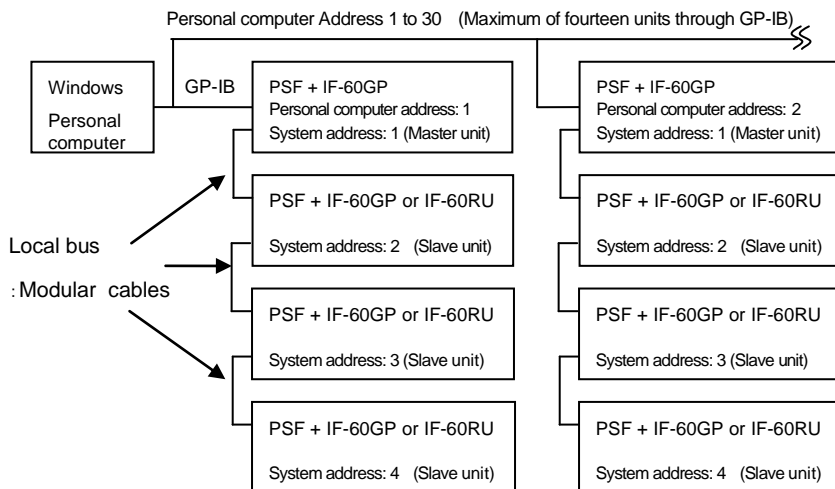 Personal computer Address 1 to 30 (Maximum of fourteen units through GP-IB)
Windows
Personal
computer
GP-IB
PSF + IF-60GP
Personal computer address: 1
System address: 1 (Master unit)
PSF + IF-60GP
Personal computer address: 2
System address: 1 (Master unit)
Local bus
: Modular cables
PSF + IF-60GP or IF-60RU
System address: 2 (Slave unit)
PSF + IF-60GP or IF-60RU
System address: 2 (Slave unit)
PSF + IF-60GP or IF-60RU
System address: 3 (Slave unit)
PSF + IF-60GP or IF-60RU
System address: 3 (Slave unit)
PSF + IF-60GP or IF-60RU
System address: 4 (Slave unit)
PSF + IF-60GP or IF-60RU
System address: 4 (Slave unit)